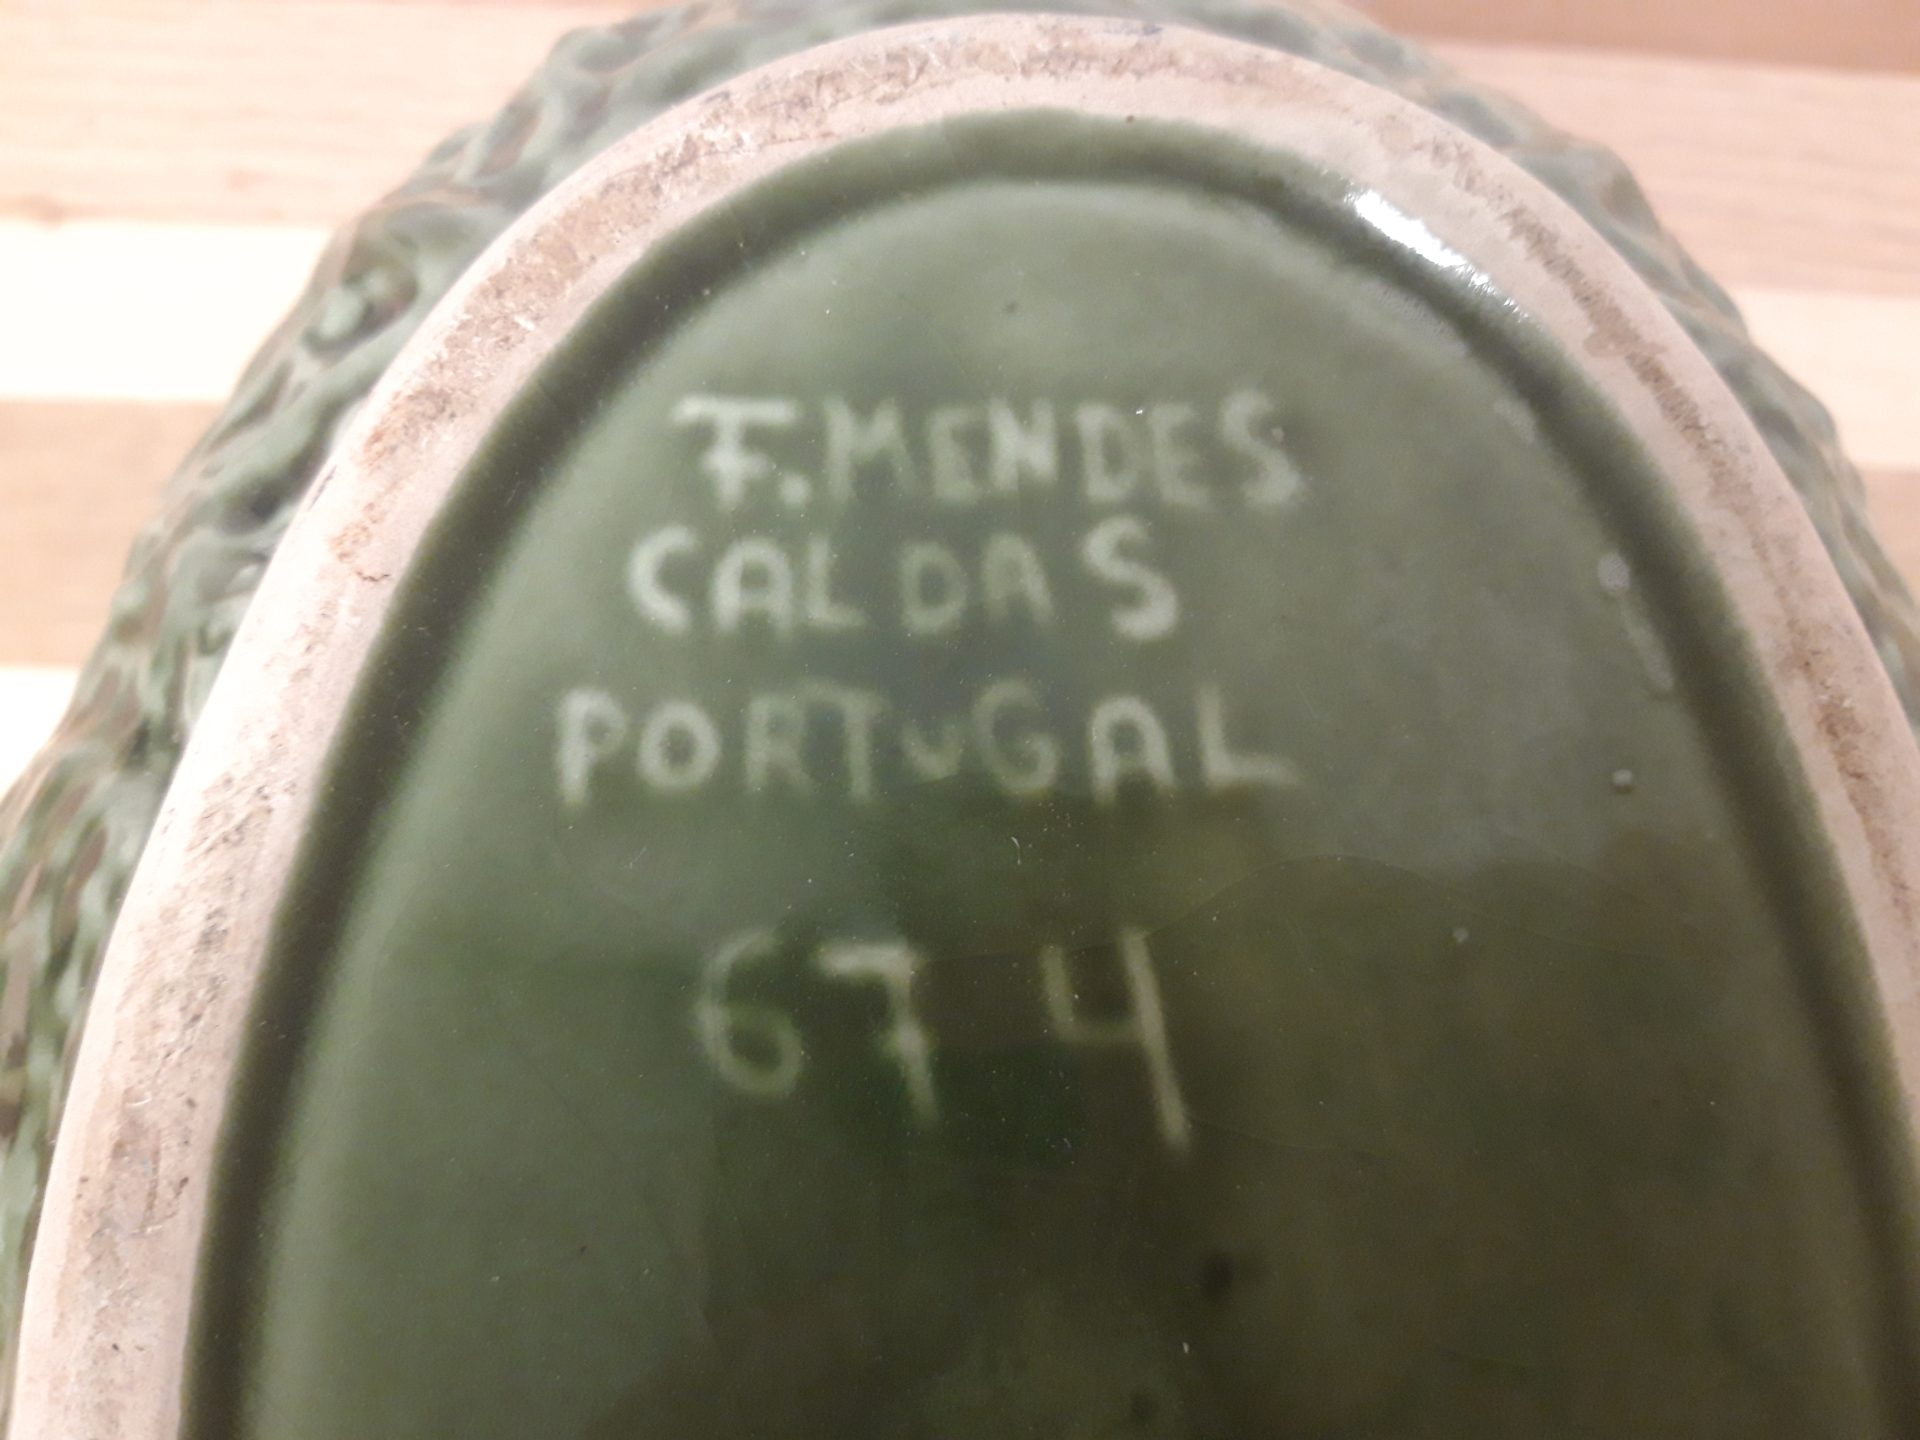 F. MENDES
CALDAS
PORTUGAL
674